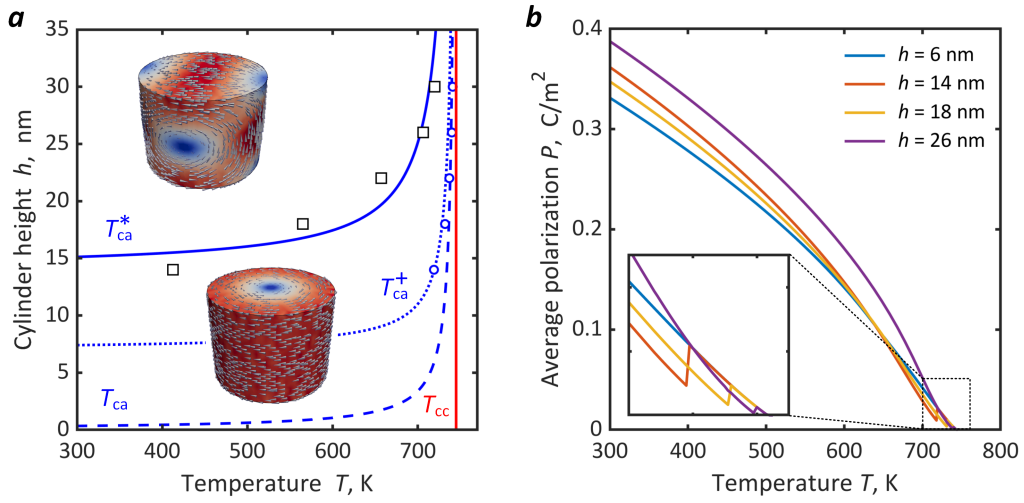 a
35
30
25
20
15
10
5
0
Cylinder height h, nm
T*ca
T+ca
Tca
Tcc
300 400 500 600 700
Temperature T, K
b
0.4
0.3
0.2
0.1
0
Average polarization P, C/m²
h = 6 nm
h = 14 nm
h = 18 nm
h = 26 nm
300 400 500 600 700 800
Temperature T, K